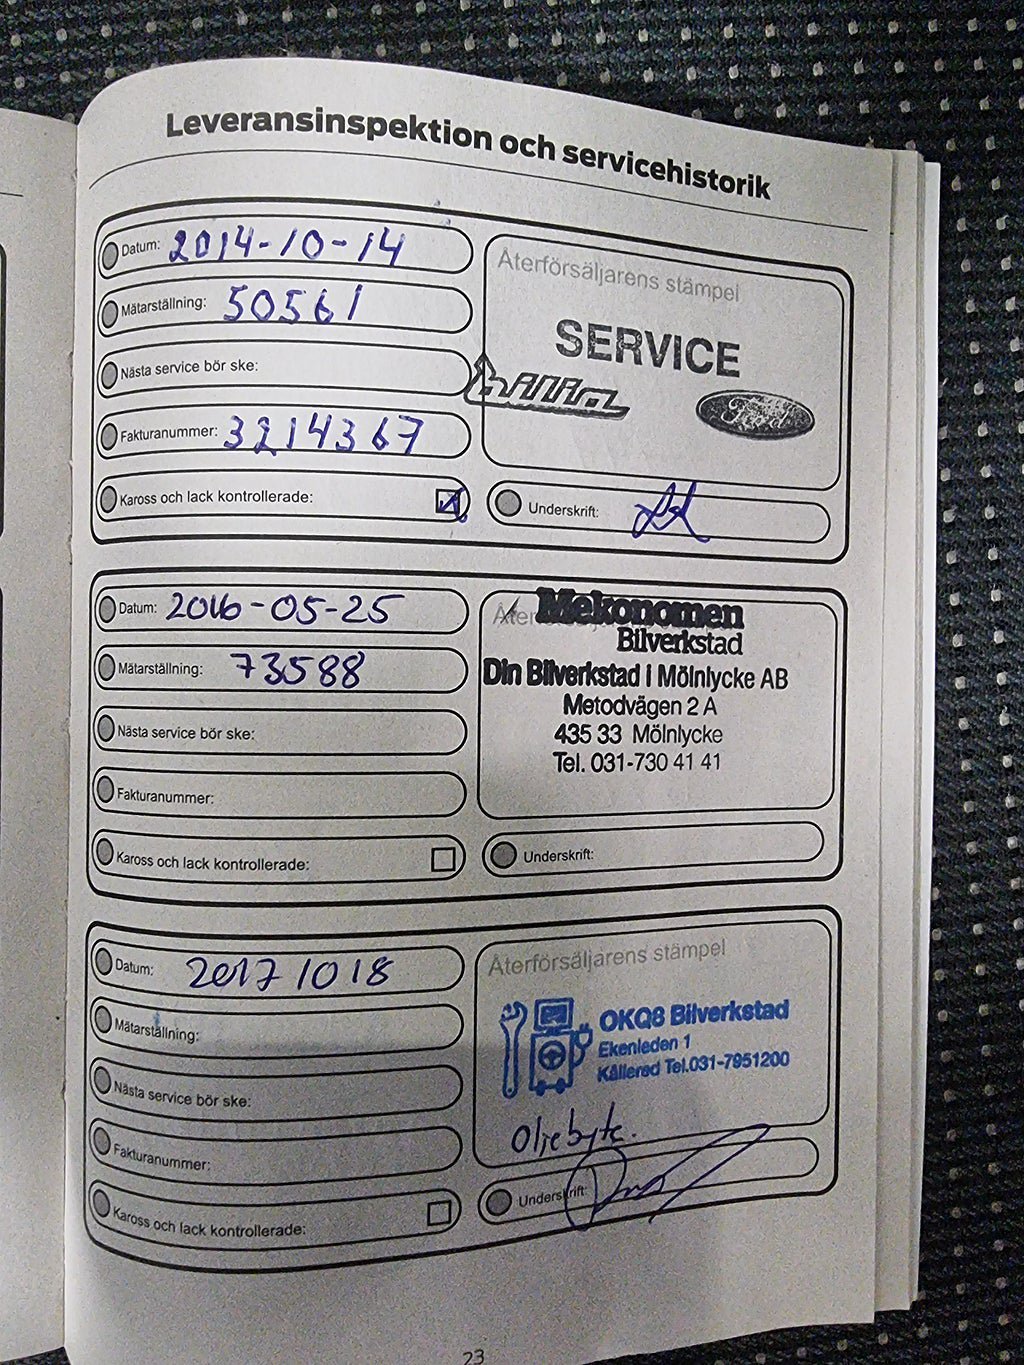 Leveransinspektion och servicehistorik
Datum: 2014-10-14
Mätarställning: 50561
Nästa service bör ske:
Fakturanummer: 3214367
Kaross och lack kontrollerade:
Återförsäljarens stämpel
SERVICE
Ford
Underskrift:
Datum: 2016-05-25
Mätarställning: 73588
Nästa service bör ske:
Fakturanummer:
Kaross och lack kontrollerade:
Mekonomen
Bilverkstad
Din Bilverkstad i Mölnlycke AB
Metodvägen 2 A
435 33 Mölnlycke
Tel. 031-730 41 41
Underskrift:
Datum: 20171018
Mätarställning:
Nästa service bör ske:
Fakturanummer:
Kaross och lack kontrollerade:
Återförsäljarens stämpel
OKQ8 Bilverkstad
Ekenleden 1
Kållered Tel.031-7951200
Oljebyte.
Underskrift:
23